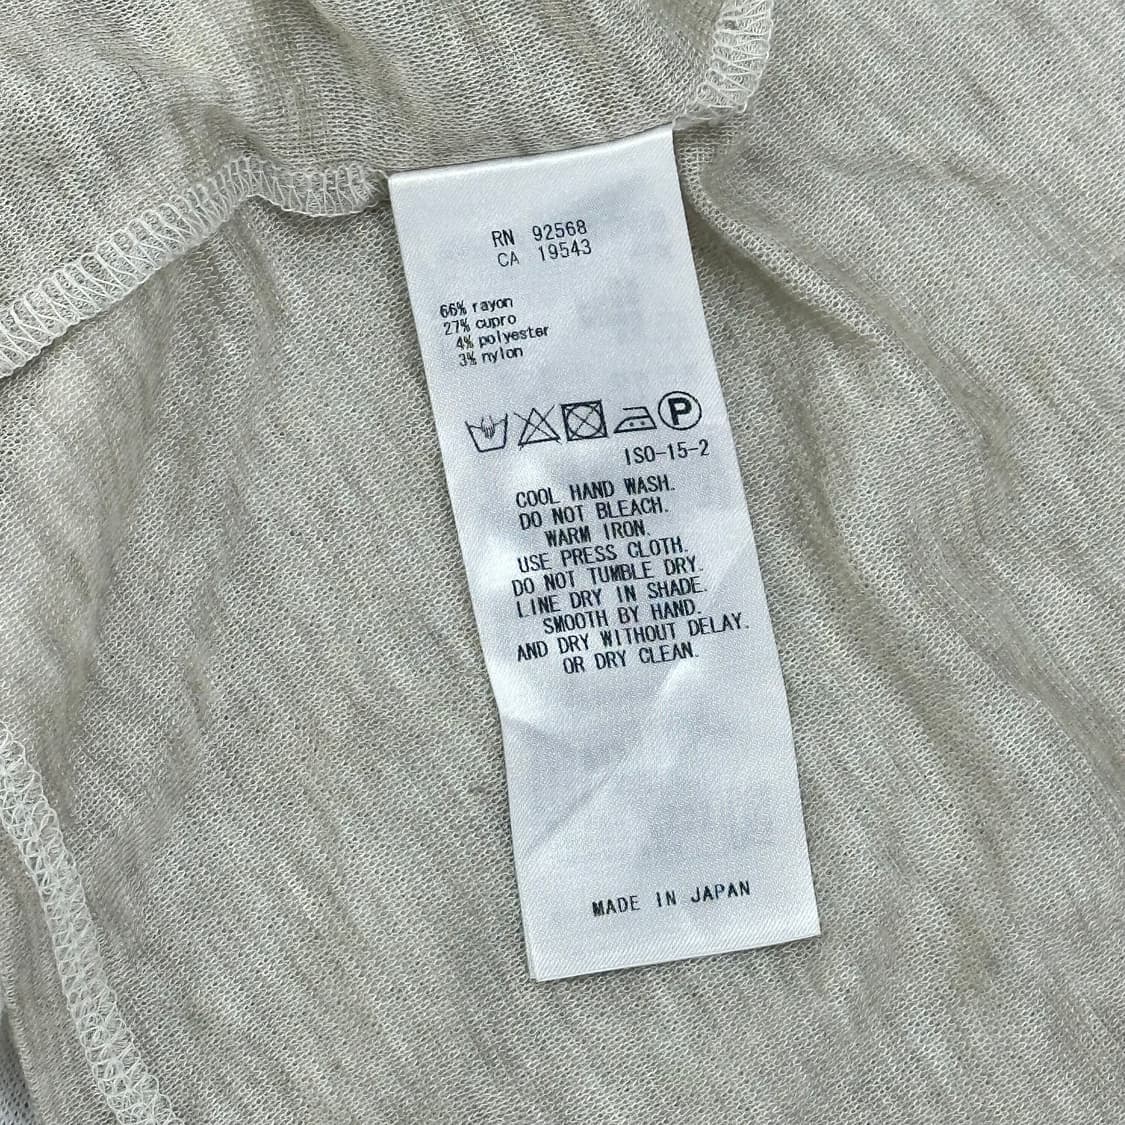 RN 92568
CA 19543
66% rayon
27% cupro
4% polyester
3% nylon
P
ISO-15-2
COOL HAND WASH.
DO NOT BLEACH.
WARM IRON.
USE PRESS CLOTH.
DO NOT TUMBLE DRY.
LINE DRY IN SHADE.
SMOOTH BY HAND.
AND DRY WITHOUT DELAY.
OR DRY CLEAN.
MADE IN JAPAN